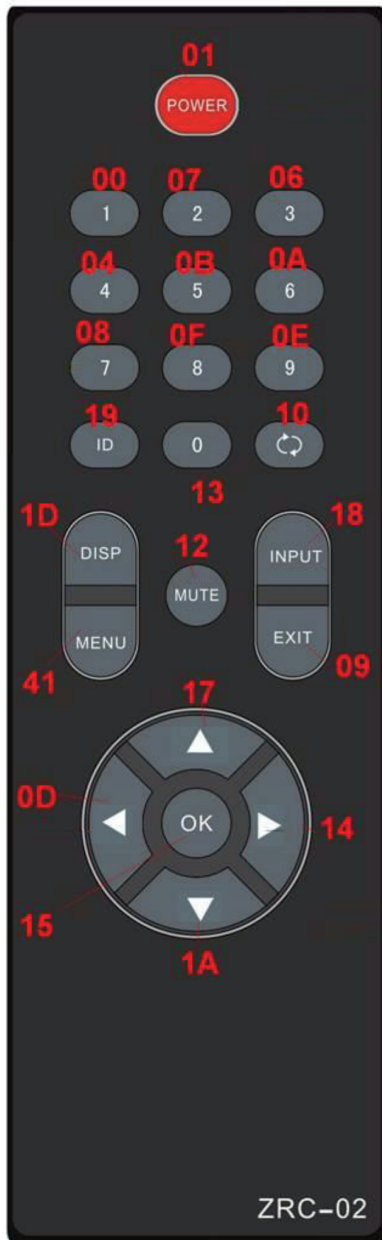 01
POWER
00 07 06
1 2 3
04 0B 0A
4 5 6
08 0F 0E
7 8 9
19 10
ID 0
13
1D 12 18
DISP MUTE INPUT
MENU EXIT
41 09
17
0D
OK
14
15
1A
ZRC-02